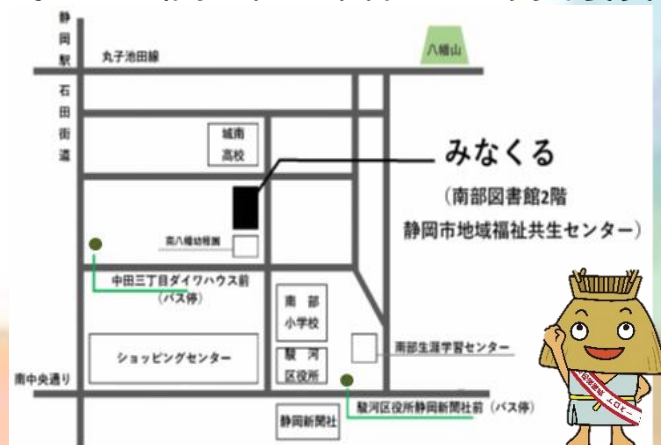 静岡駅
丸子池田線
八幡山
石田街道
城南
高校
みなくる
(南部図書館2階
静岡市地域福祉共生センター)
南八幡幼稚園
中田三丁目ダイワハウス前
(バス停)
南部
小学校
ショッピングセンター
駿河
区役所
南部生涯学習センター
南中央通り
駿河区役所静岡新聞社前(バス停)
静岡新聞社